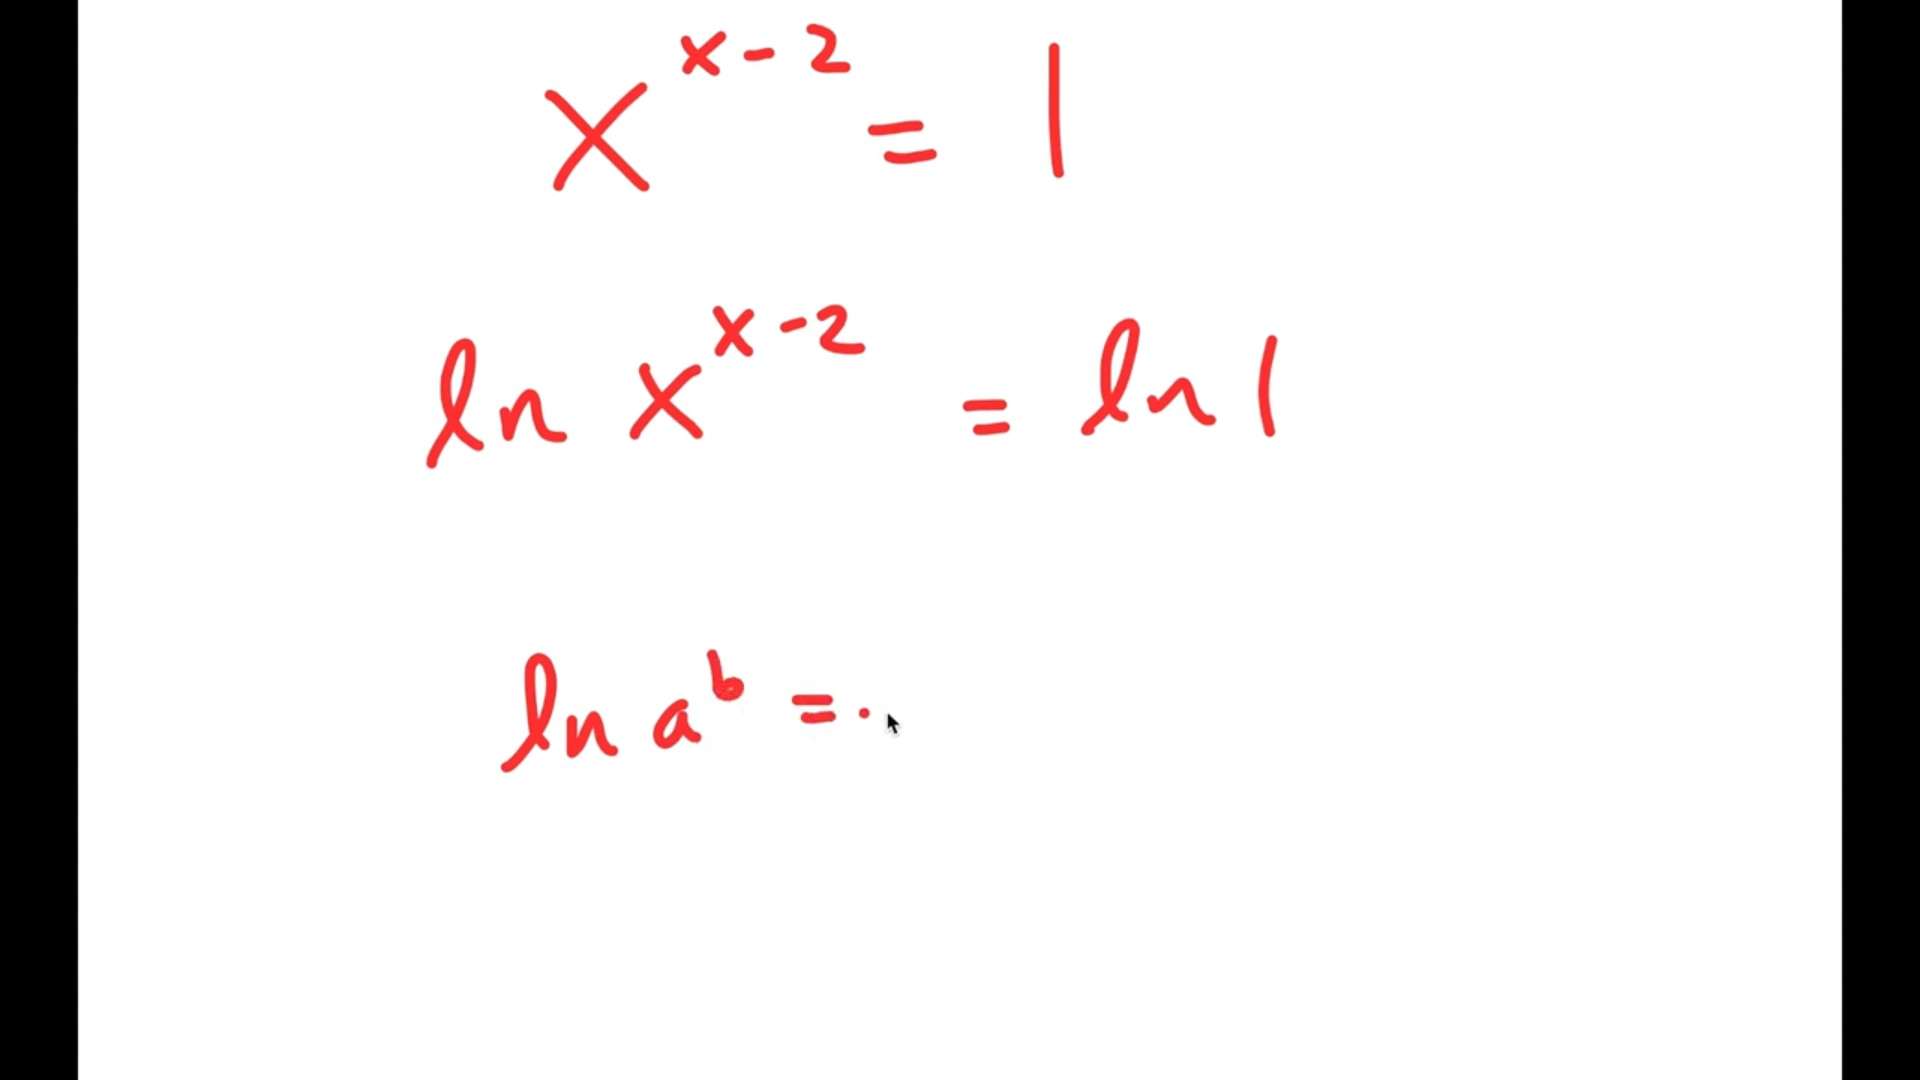 x^{x-2} = 1
ln x^{x-2} = ln 1
ln a^b =